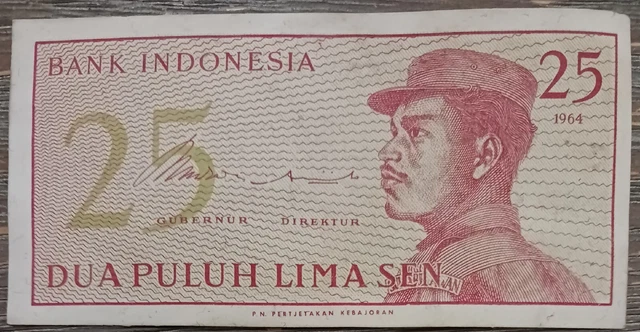 BANK INDONESIA
25
1964
25
GUBERNUR DIREKTUR
DUA PULUH LIMA SEN
P.N. PERTJETAKAN KEBAJORAN